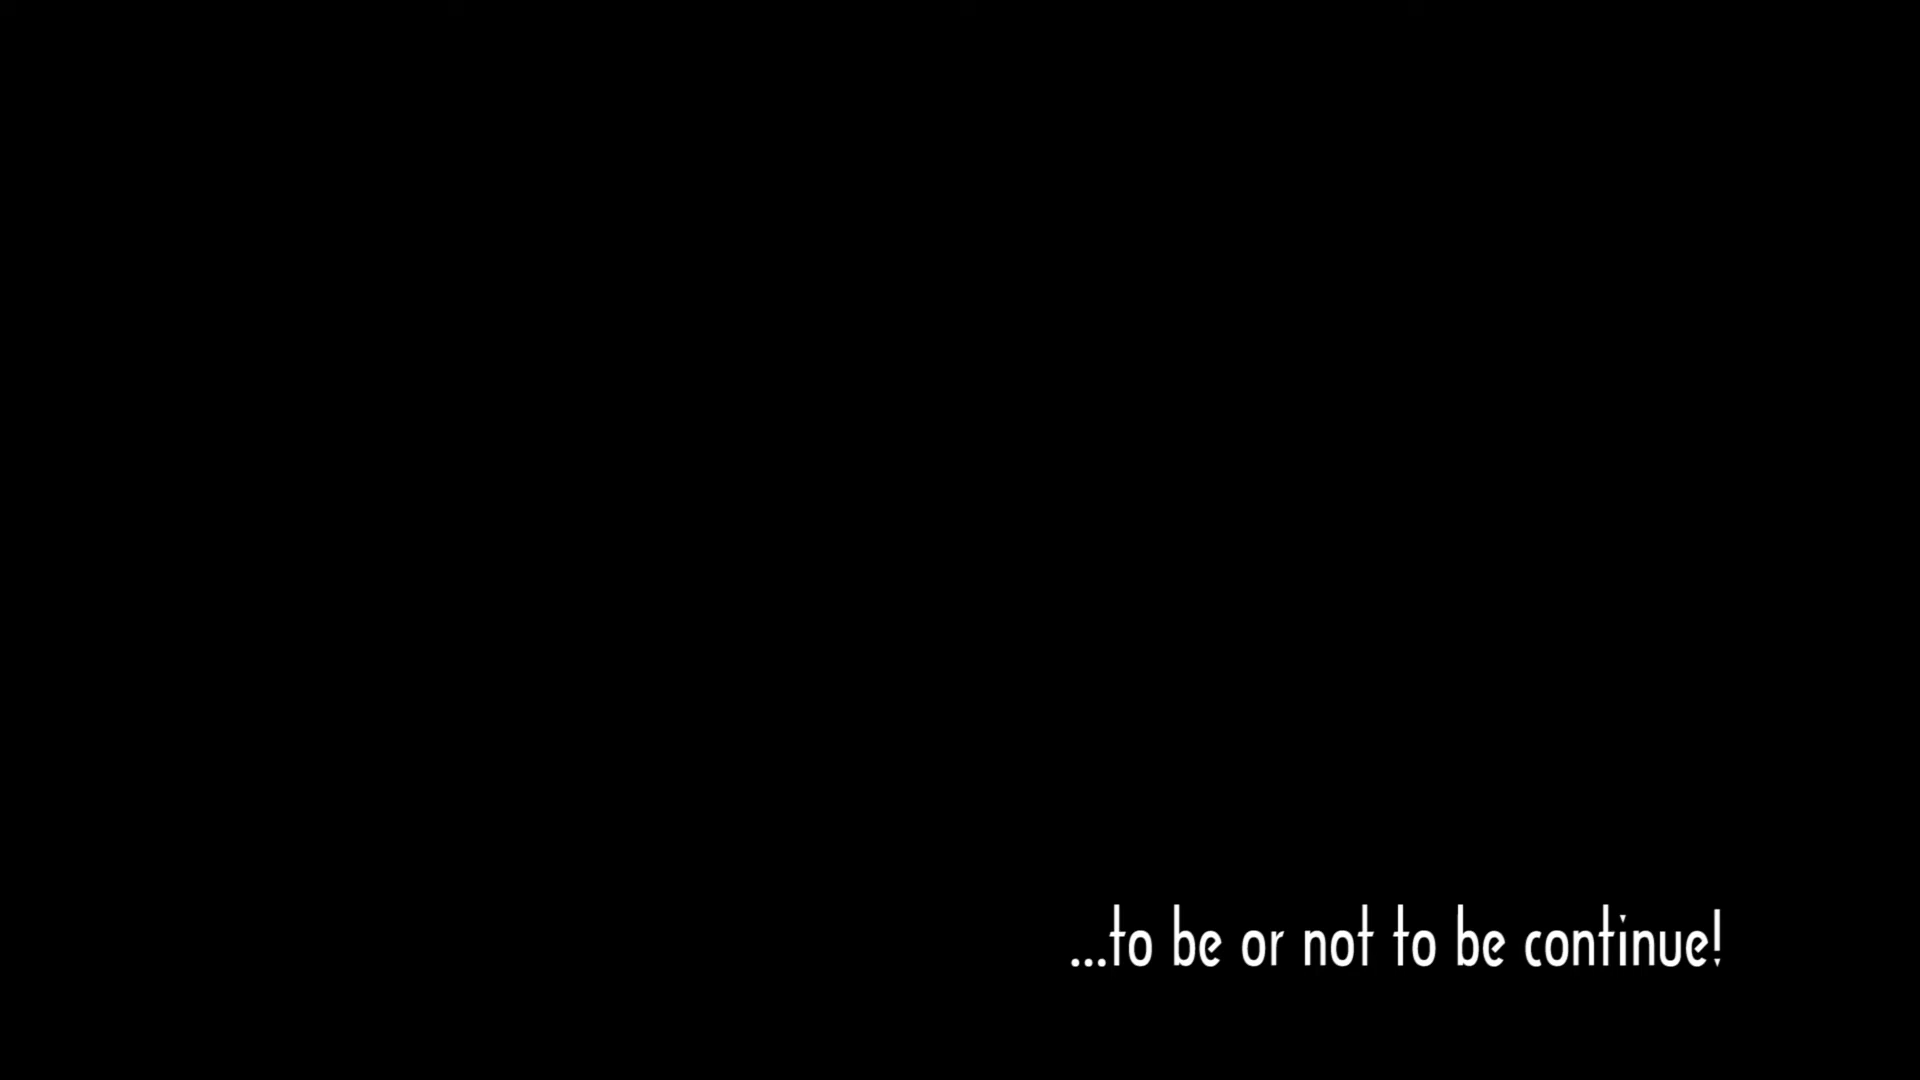 ...to be or not to be continue!